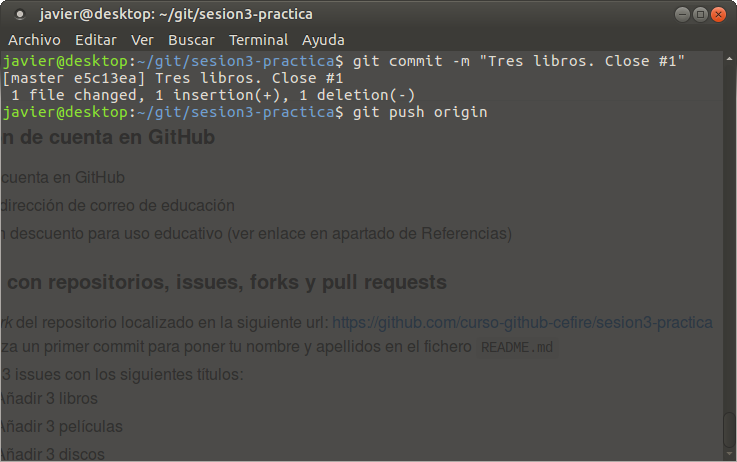 javier@desktop: ~/git/sesion3-practica
Archivo Editar Ver Buscar Terminal Ayuda
javier@desktop:~/git/sesion3-practica$ git commit -m "Tres libros. Close #1"
[master e5c13ea] Tres libros. Close #1
 1 file changed, 1 insertion(+), 1 deletion(-)
javier@desktop:~/git/sesion3-practica$ git push origin
n de cuenta en GitHub
cuenta en GitHub
dirección de correo de educación
n descuento para uso educativo (ver enlace en apartado de Referencias)
con repositorios, issues, forks y pull requests
rk del repositorio localizado en la siguiente url: https://github.com/curso-github-cefire/sesion3-practica
za un primer commit para poner tu nombre y apellidos en el fichero README.md
3 issues con los siguientes títulos:
Añadir 3 libros
Añadir 3 películas
Añadir 3 discos